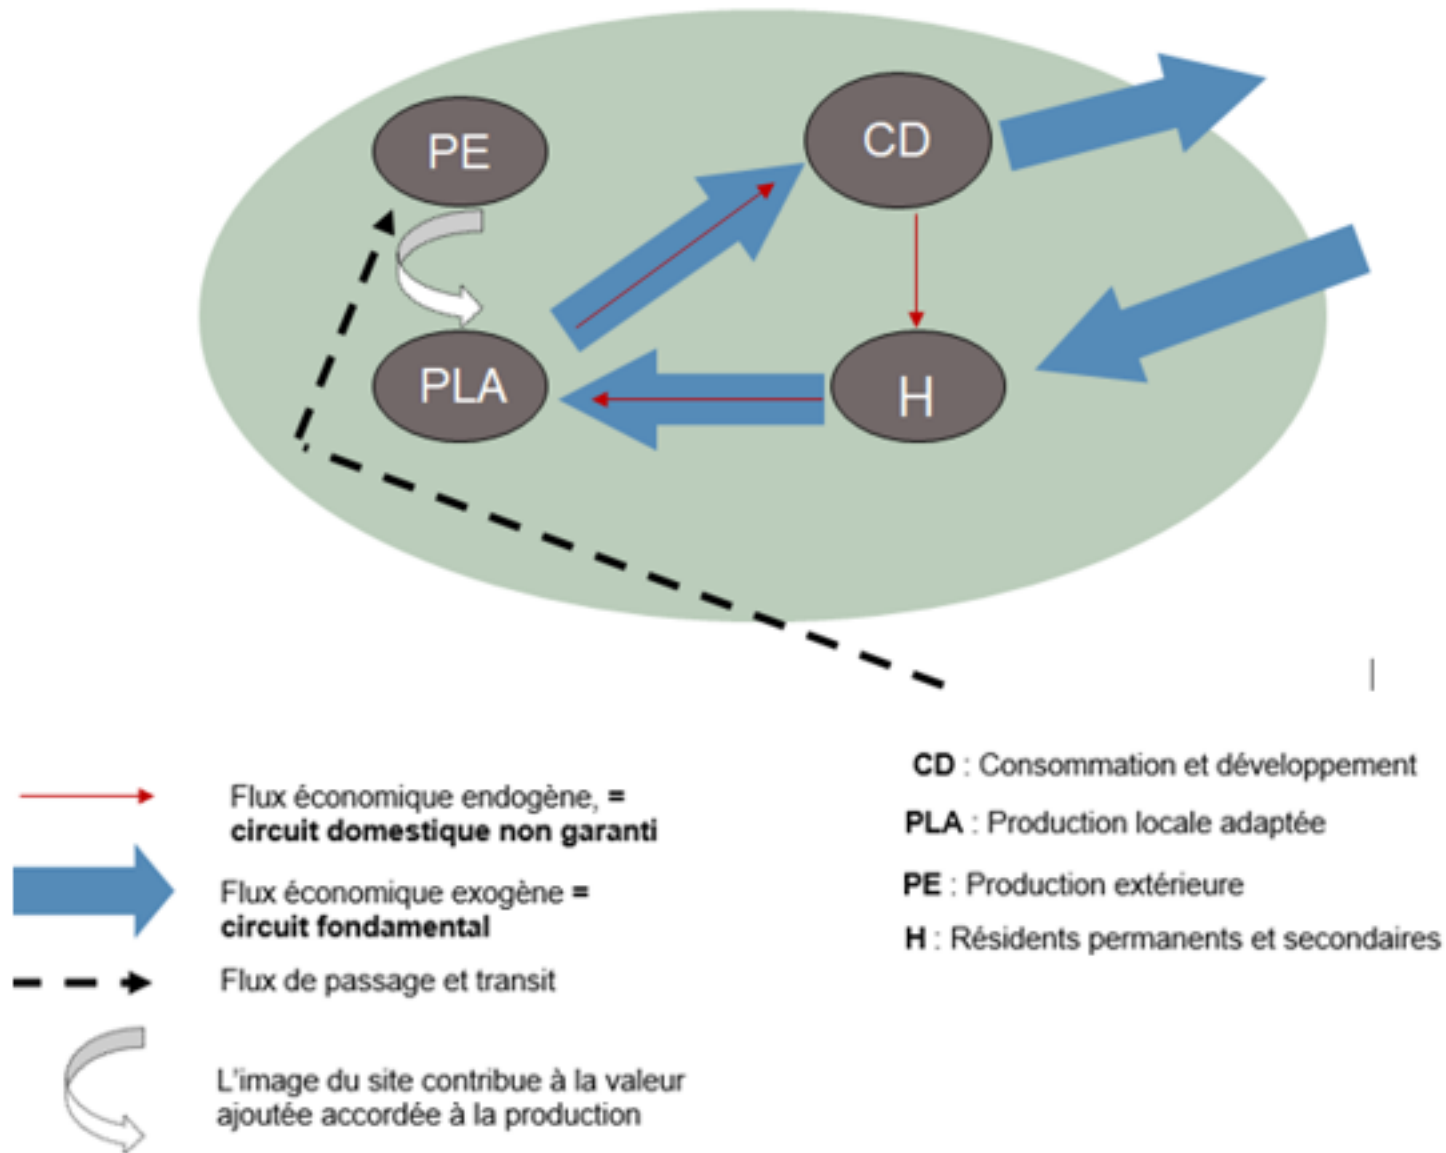 PE
CD
PLA
H
Flux économique endogène, =
circuit domestique non garanti
Flux économique exogène =
circuit fondamental
Flux de passage et transit
L'image du site contribue à la valeur
ajoutée accordée à la production
CD : Consommation et développement
PLA : Production locale adaptée
PE : Production extérieure
H : Résidents permanents et secondaires